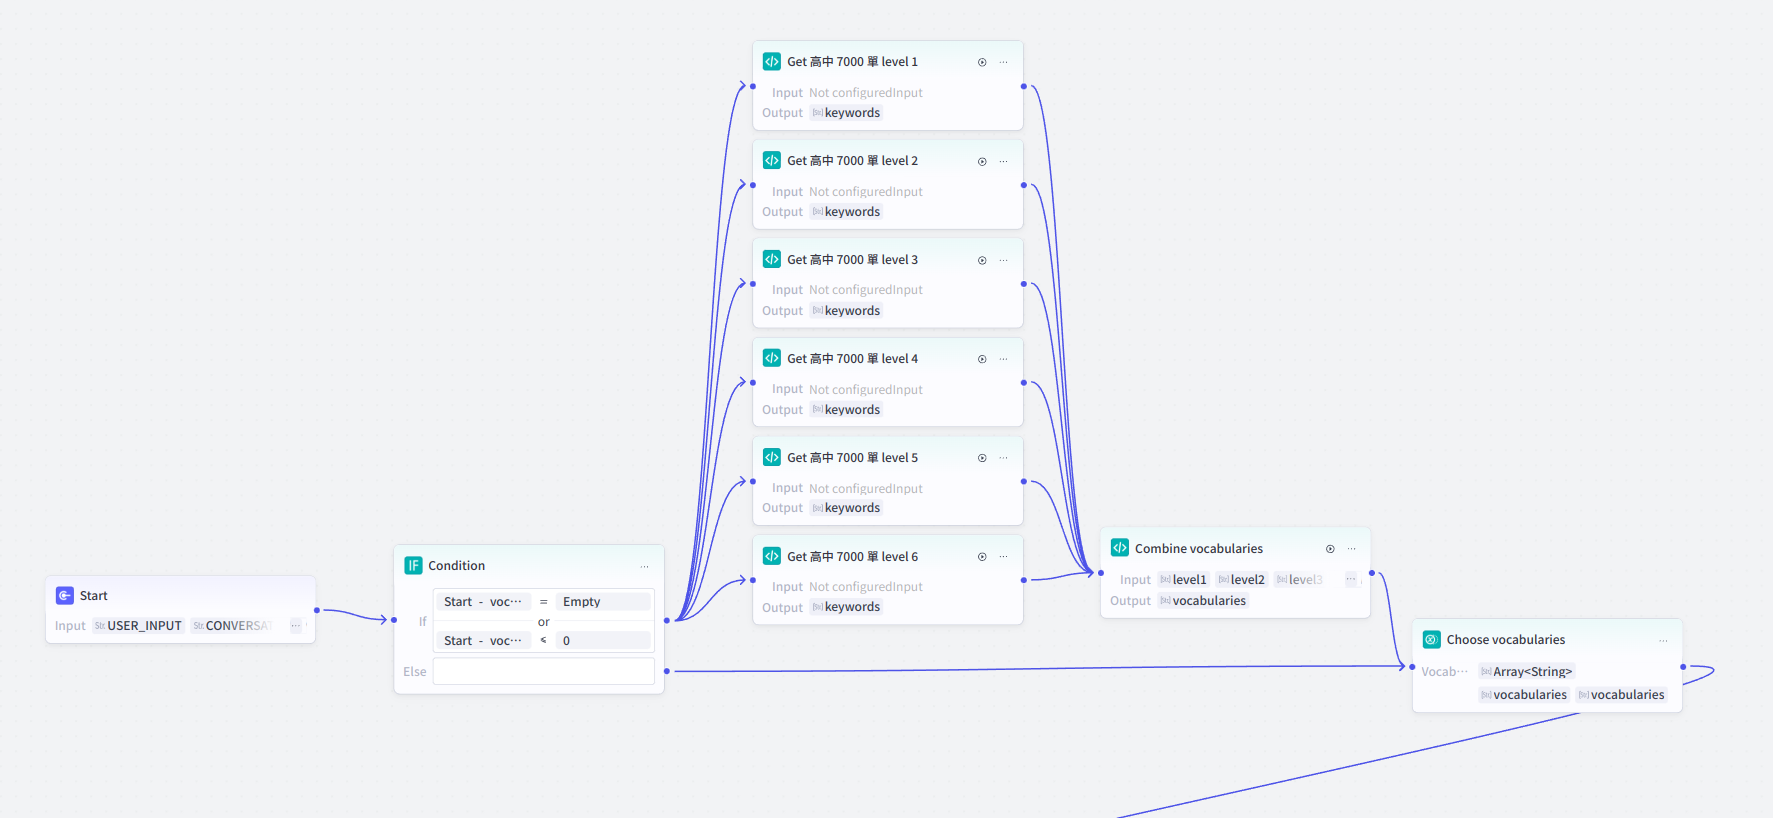 Start
Input Str. USER_INPUT Str. CONVERSAT ···
Condition ···
If
Start - voc··· = Empty
or
Start - voc··· ≤ 0
Else
Get 高中 7000 單 level 1 ···
Input Not configuredInput
Output keywords
Get 高中 7000 單 level 2 ···
Input Not configuredInput
Output keywords
Get 高中 7000 單 level 3 ···
Input Not configuredInput
Output keywords
Get 高中 7000 單 level 4 ···
Input Not configuredInput
Output keywords
Get 高中 7000 單 level 5 ···
Input Not configuredInput
Output keywords
Get 高中 7000 單 level 6 ···
Input Not configuredInput
Output keywords
Combine vocabularies ···
Input level1 level2 level3 ···
Output vocabularies
Choose vocabularies ···
Vocab··· Array<String>
vocabularies vocabularies